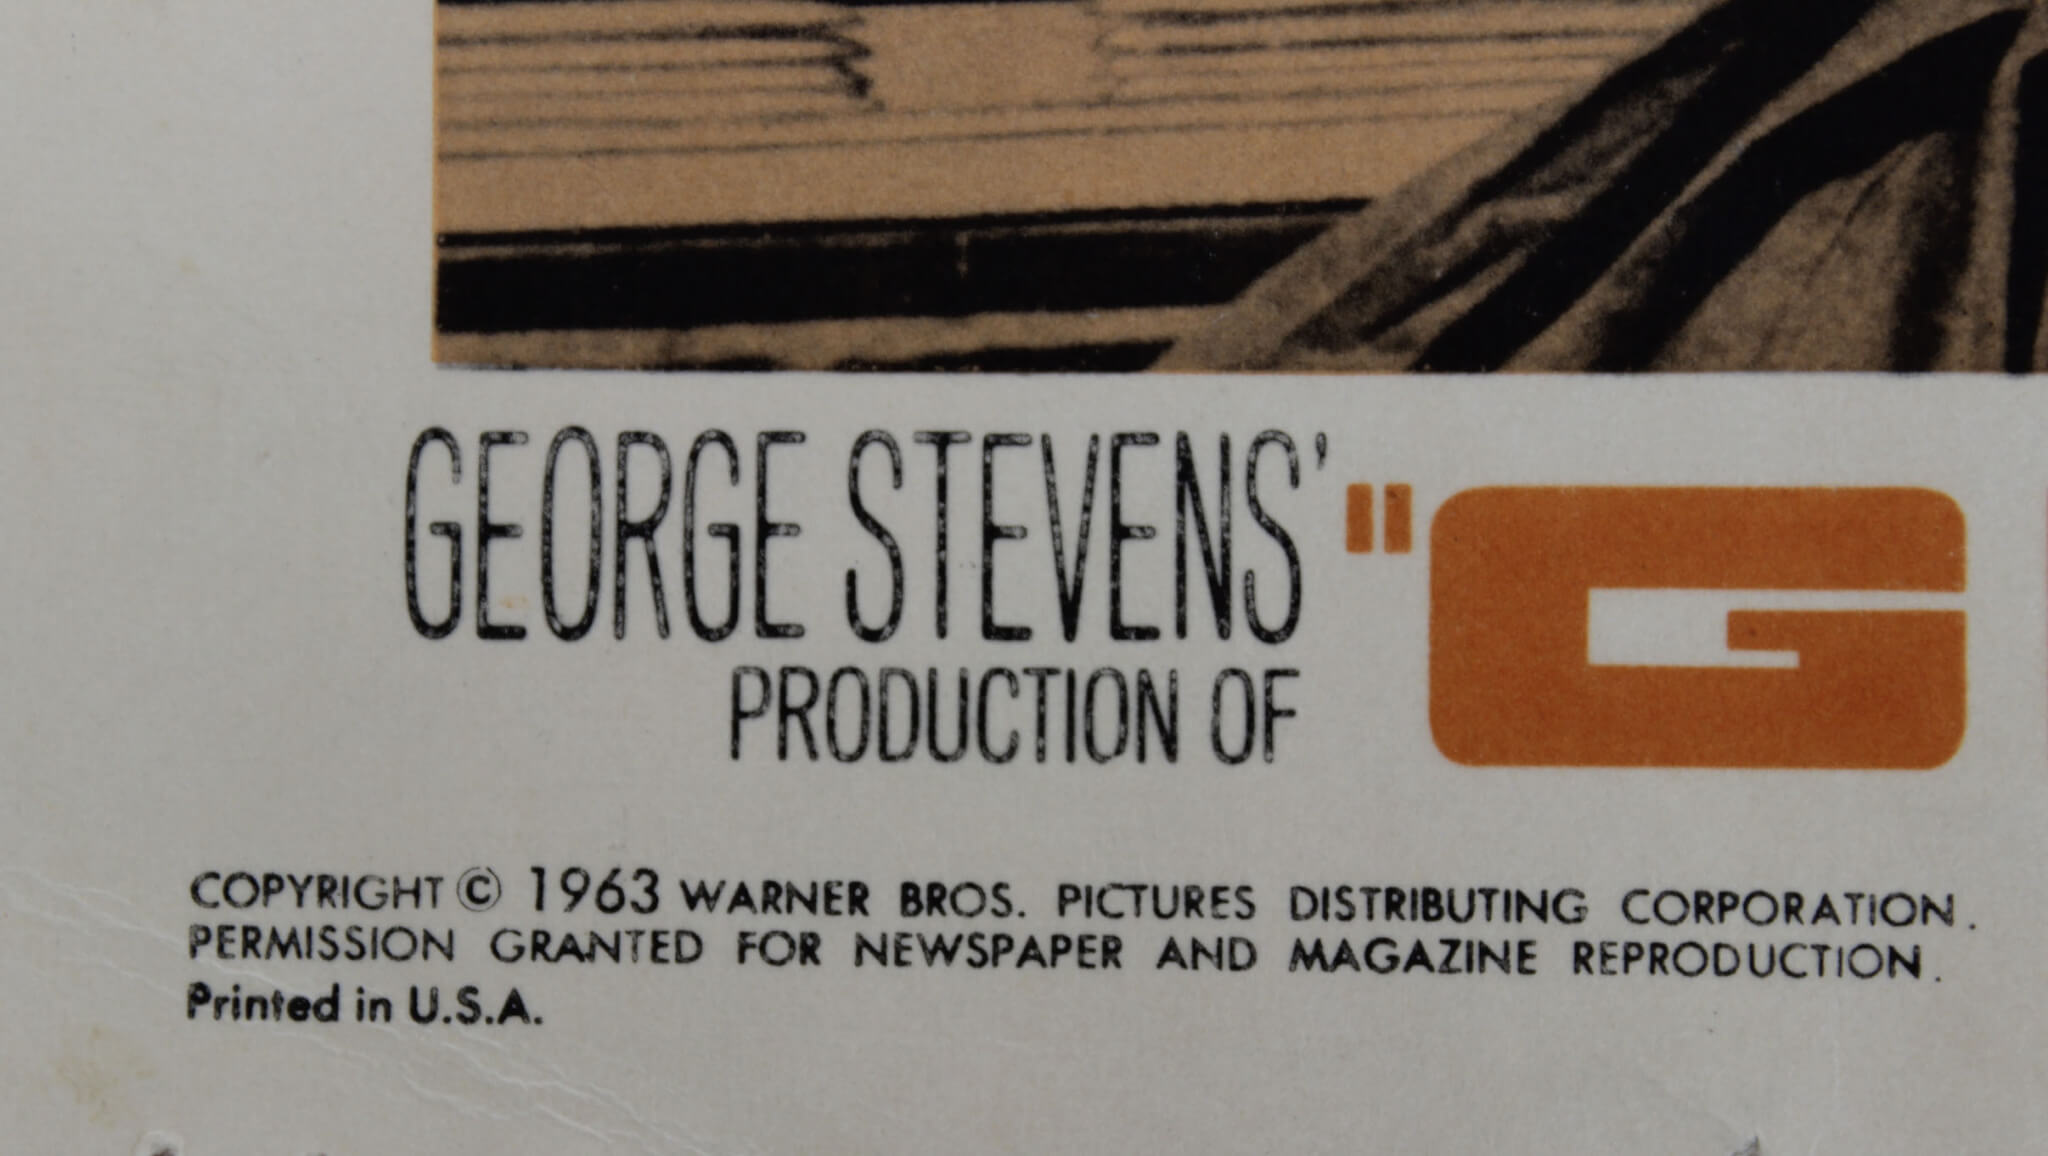 GEORGE STEVENS' "G
PRODUCTION OF
COPYRIGHT © 1963 WARNER BROS. PICTURES DISTRIBUTING CORPORATION.
PERMISSION GRANTED FOR NEWSPAPER AND MAGAZINE REPRODUCTION.
Printed in U.S.A.